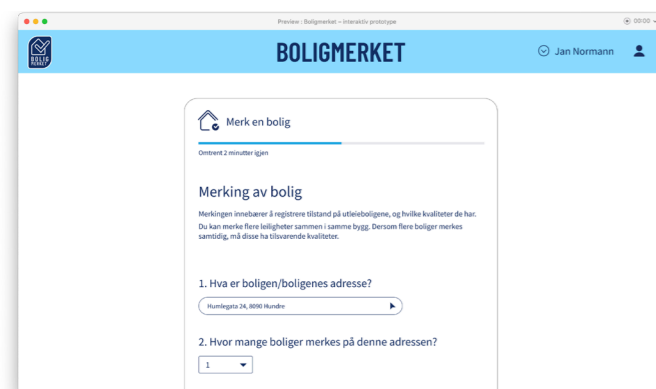 Preview : Boligmerket – interaktiv prototype
00:00
BOLIG
MERKET
BOLIGMERKET
Jan Normann
Merk en bolig
Omtrent 2 minutter igjen
Merking av bolig
Merkingen innebærer å registrere tilstand på utleieboligene, og hvilke kvaliteter de har.
Du kan merke flere leiligheter sammen i samme bygg. Dersom flere boliger merkes
samtidig, må disse ha tilsvarende kvaliteter.
1. Hva er boligen/boligenes adresse?
Humlegata 24, 8090 Hundre
2. Hvor mange boliger merkes på denne adressen?
1